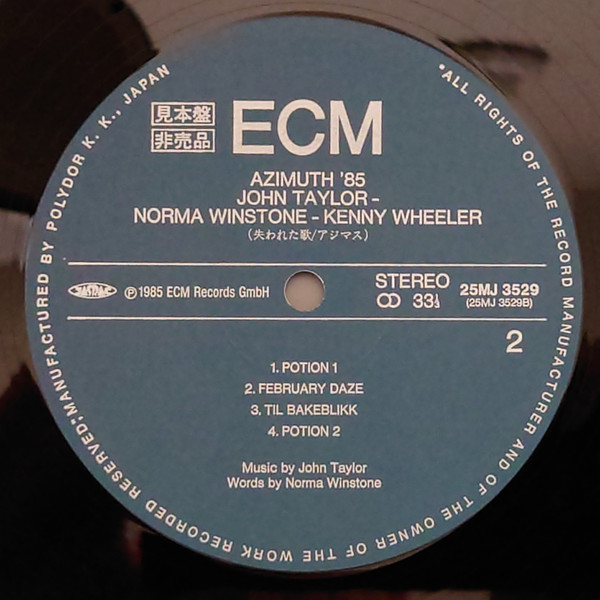 見本盤
非売品
ECM
AZIMUTH '85
JOHN TAYLOR -
NORMA WINSTONE - KENNY WHEELER
(失われた歌/アジマス)
JASRAC
Ⓟ1985 ECM Records GmbH
STEREO
33⅓
25MJ 3529
(25MJ 3529B)
2
1. POTION 1
2. FEBRUARY DAZE
3. TIL BAKEBLIKK
4. POTION 2
Music by John Taylor
Words by Norma Winstone
*ALL RIGHTS OF THE RECORD MANUFACTURER AND OF THE OWNER OF THE WORK RECORDED RESERVED*MANUFACTURED BY POLYDOR K. K., JAPAN